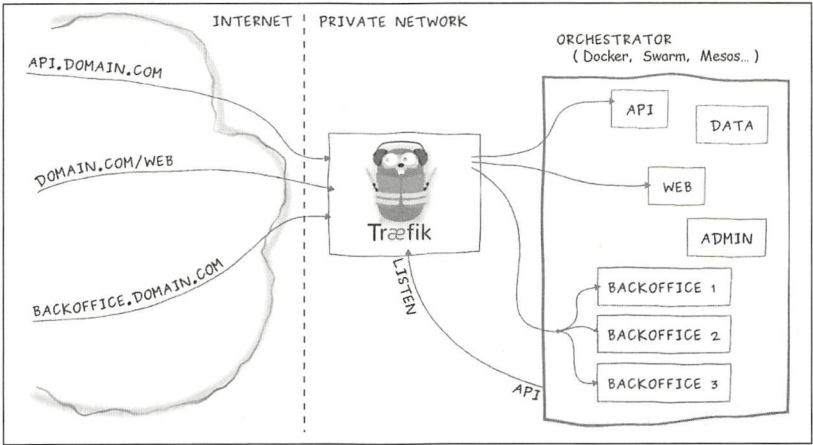 INTERNET
PRIVATE NETWORK
ORCHESTRATOR
( Docker, Swarm, Mesos... )
API.DOMAIN.COM
API
DATA
DOMAIN.COM/WEB
WEB
Træfik
ADMIN
BACKOFFICE.DOMAIN.COM
LISTEN
BACKOFFICE 1
BACKOFFICE 2
BACKOFFICE 3
API